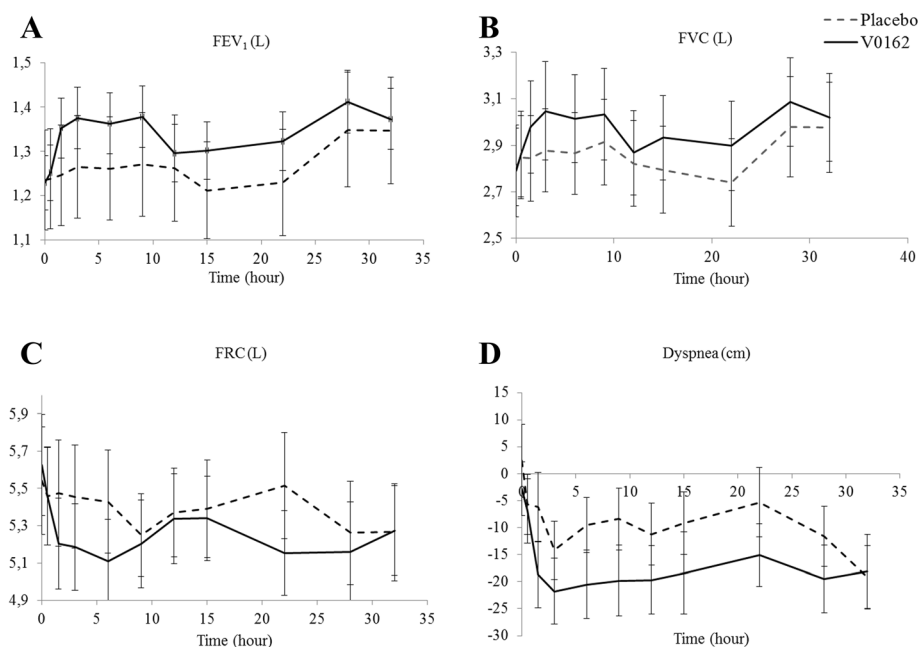 A
FEV1 (L)
1,5
1,4
1,3
1,2
1,1
0 5 10 15 20 25 30 35
Time (hour)
B
FVC (L)
Placebo
V0162
3,3
3,1
2,9
2,7
2,5
0 10 20 30 40
Time (hour)
C
FRC (L)
5,9
5,7
5,5
5,3
5,1
4,9
0 5 10 15 20 25 30 35
Time (hour)
D
Dyspnea (cm)
15
10
5
0
-5
-10
-15
-20
-25
-30
0 5 10 15 20 25 30 35
Time (hour)